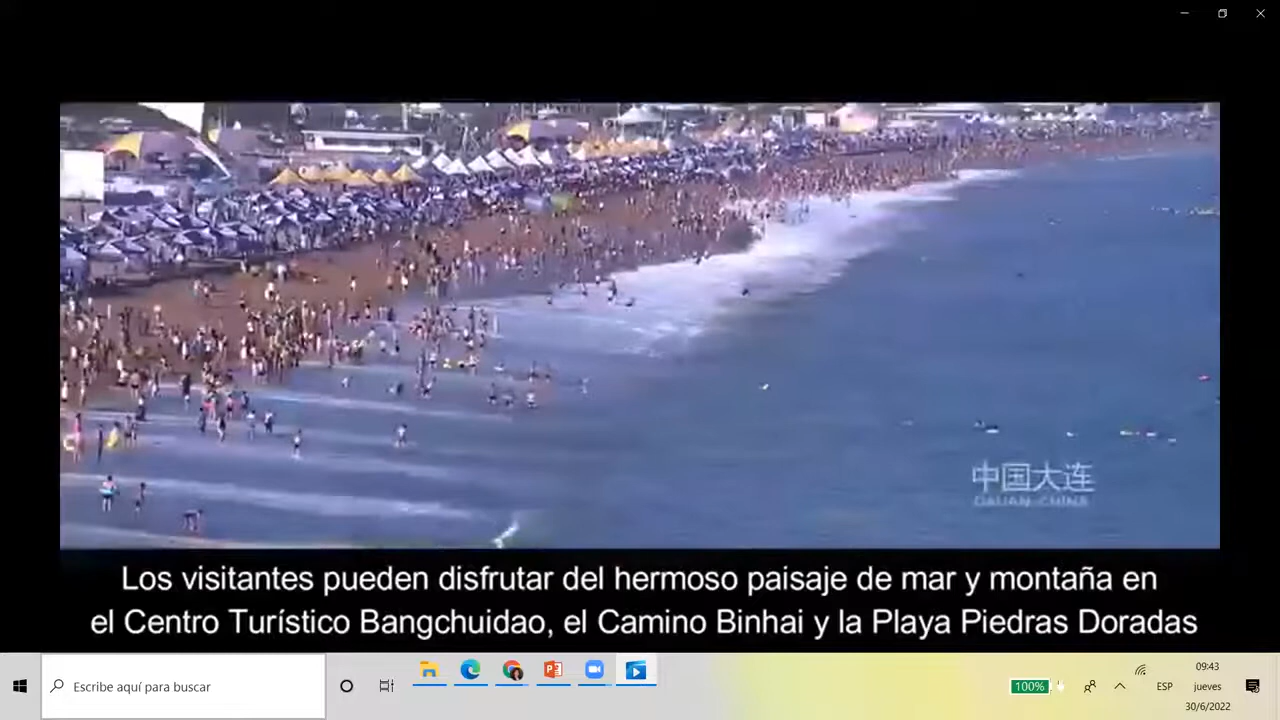 中国大连
DALIAN-CHINA
Los visitantes pueden disfrutar del hermoso paisaje de mar y montaña en
el Centro Turístico Bangchuidao, el Camino Binhai y la Playa Piedras Doradas
Escribe aquí para buscar
100%
ESP
09:43
jueves
30/6/2022